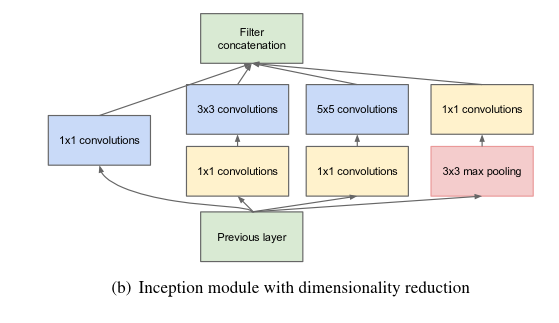 Filter
concatenation
3x3 convolutions
5x5 convolutions
1x1 convolutions
1x1 convolutions
1x1 convolutions
1x1 convolutions
3x3 max pooling
Previous layer
(b) Inception module with dimensionality reduction